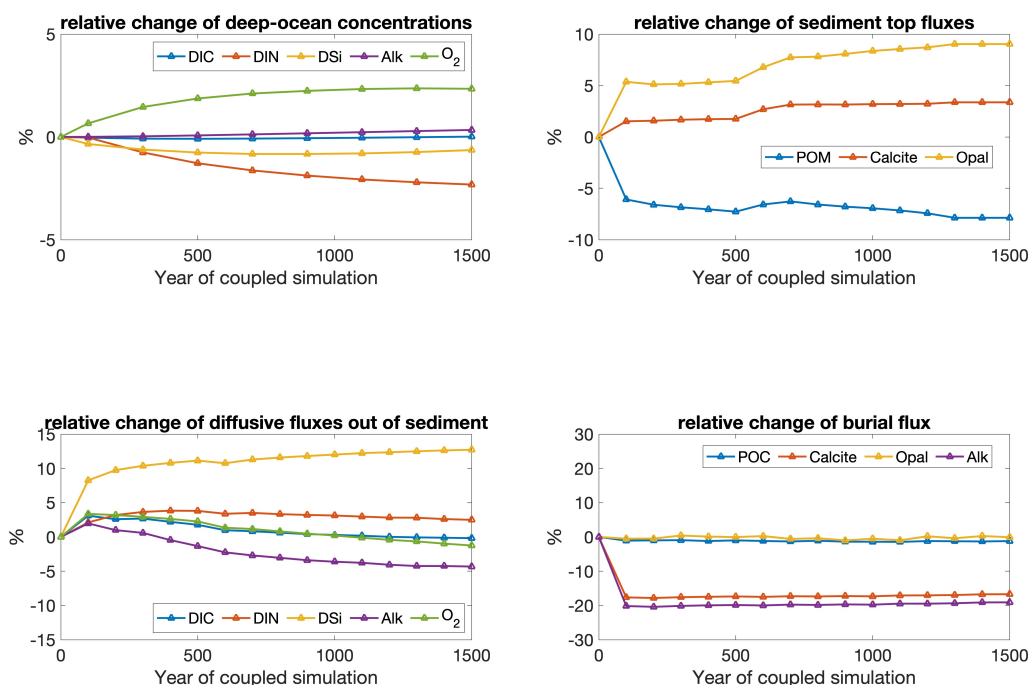 relative change of deep-ocean concentrations
5
DIC DIN DSi Alk O2
0
-5
%
0 500 1000 1500
Year of coupled simulation
relative change of sediment top fluxes
10
5
0
POM Calcite Opal
-5
-10
%
0 500 1000 1500
Year of coupled simulation
relative change of diffusive fluxes out of sediment
15
10
5
0
-5
-10
DIC DIN DSi Alk O2
-15
%
0 500 1000 1500
Year of coupled simulation
relative change of burial flux
30
POC Calcite Opal Alk
20
10
0
-10
-20
-30
%
0 500 1000 1500
Year of coupled simulation